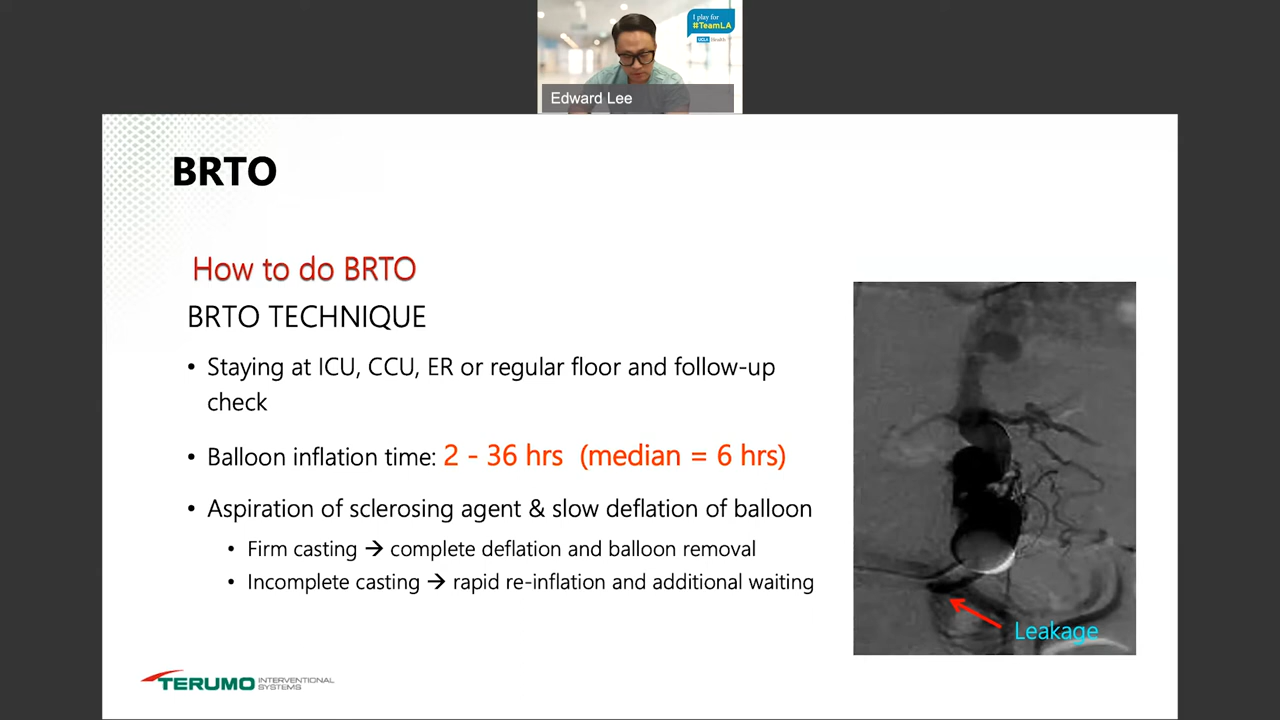 I play for
#TeamLA
UCLA Health
Edward Lee
BRTO
How to do BRTO
BRTO TECHNIQUE
• Staying at ICU, CCU, ER or regular floor and follow-up
check
• Balloon inflation time: 2 - 36 hrs (median = 6 hrs)
• Aspiration of sclerosing agent & slow deflation of balloon
• Firm casting → complete deflation and balloon removal
• Incomplete casting → rapid re-inflation and additional waiting
Leakage
TERUMO INTERVENTIONAL
SYSTEMS